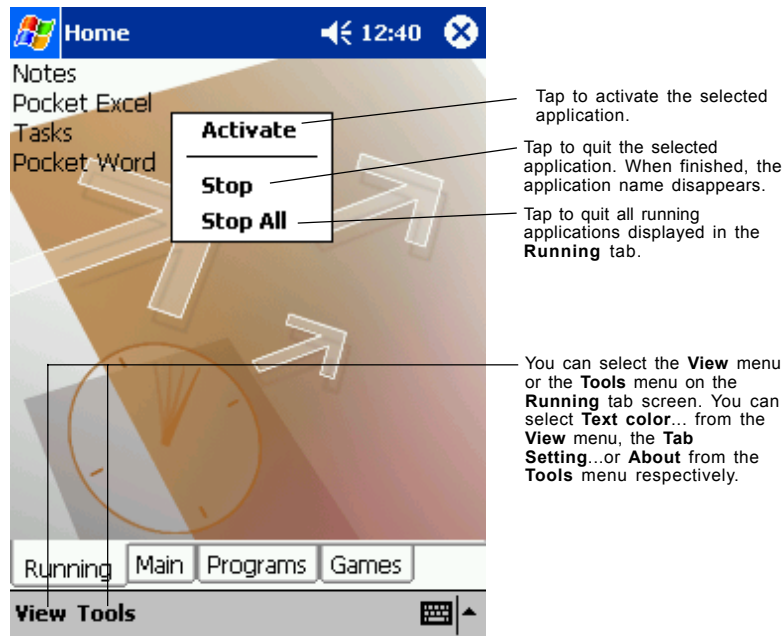 Home 12:40
Notes
Pocket Excel
Tasks
Pocket Word
Activate
Stop
Stop All
Tap to activate the selected
application.
Tap to quit the selected
application. When finished, the
application name disappears.
Tap to quit all running
applications displayed in the
Running tab.
You can select the View menu
or the Tools menu on the
Running tab screen. You can
select Text color... from the
View menu, the Tab
Setting...or About from the
Tools menu respectively.
Running Main Programs Games
View Tools